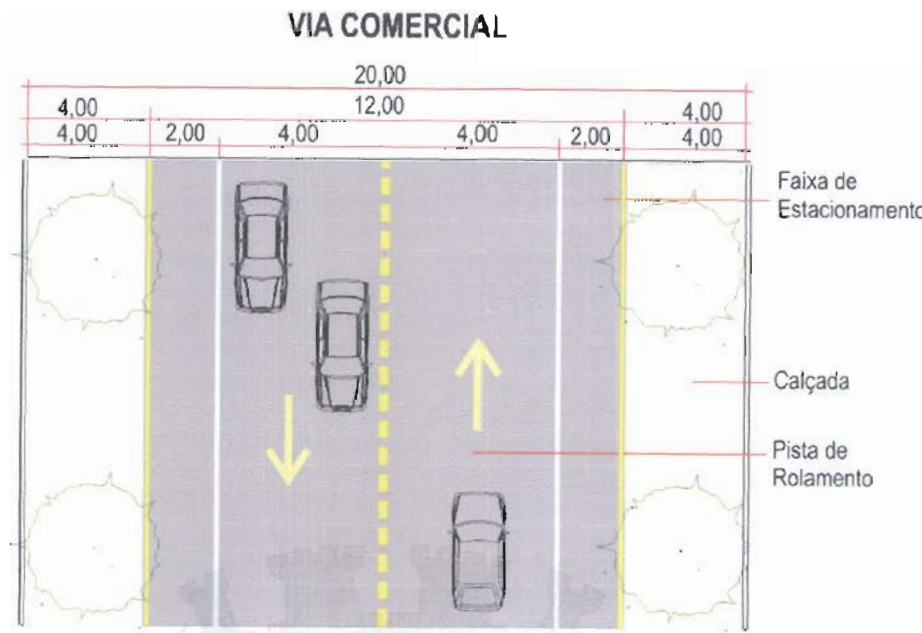 VIA COMERCIAL
20,00
4,00 12,00 4,00
4,00 2,00 4,00 4,00 2,00 4,00
Faixa de
Estacionamento
Calçada
Pista de
Rolamento